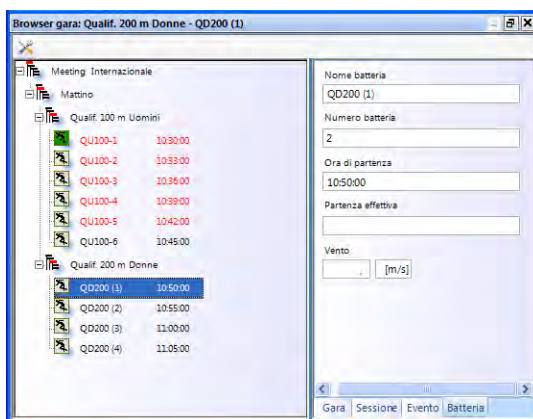 Browser gara: Qualif. 200 m Donne - QD200 (1)
Meeting Internazionale
Mattino
Qualif. 100 m Uomini
QU100-1 10:30:00
QU100-2 10:33:00
QU100-3 10:36:00
QU100-4 10:39:00
QU100-5 10:42:00
QU100-6 10:45:00
Qualif. 200 m Donne
QD200 (1) 10:50:00
QD200 (2) 10:55:00
QD200 (3) 11:00:00
QD200 (4) 11:05:00
Nome batteria
QD200 (1)
Numero batteria
2
Ora di partenza
10:50:00
Partenza effettiva
Vento
, [m/s]
Gara Sessione Evento Batteria